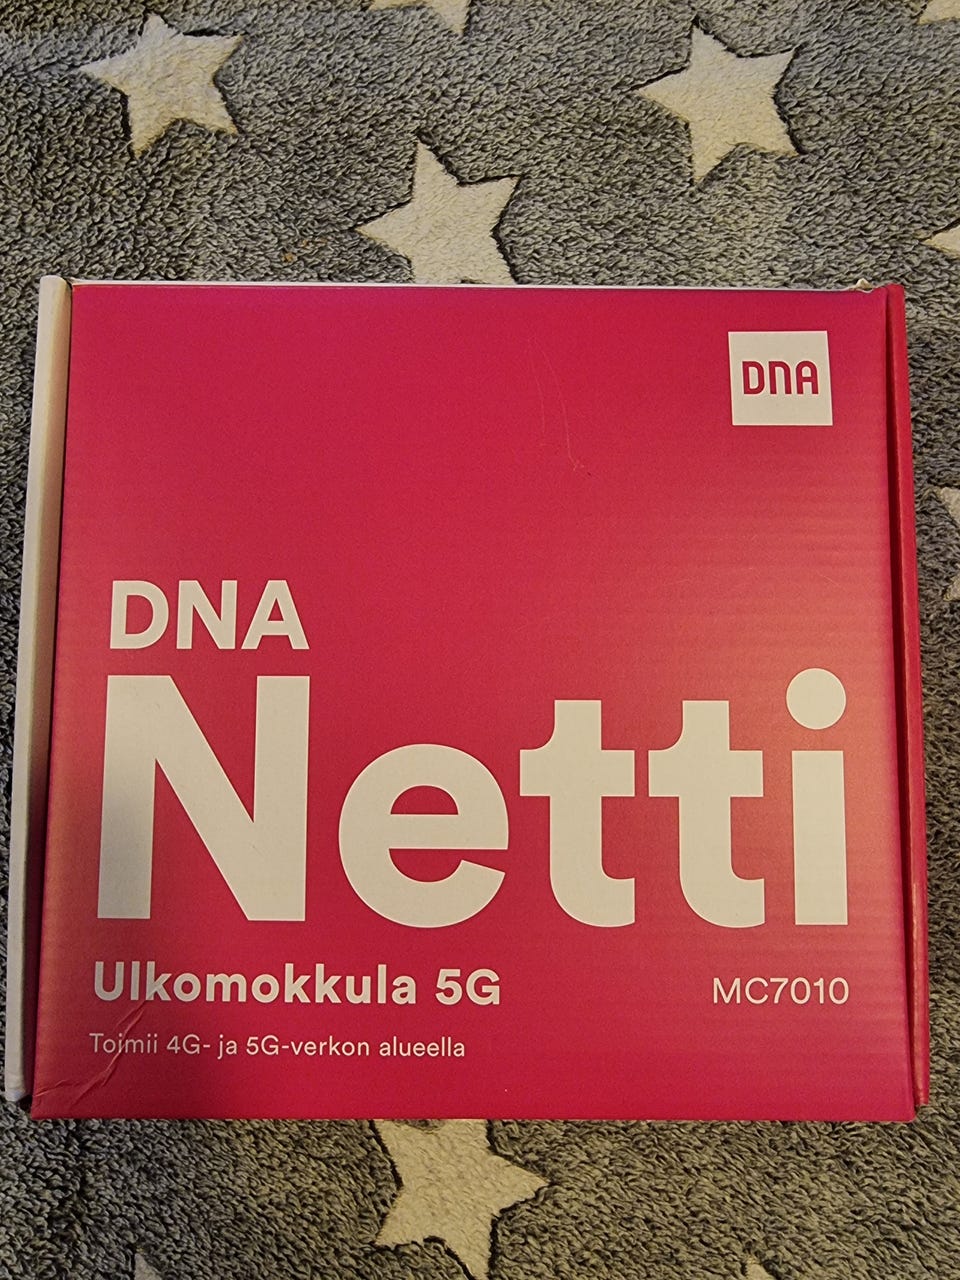 DNA
DNA
Netti
Ulkomokkula 5G
MC7010
Toimii 4G- ja 5G-verkon alueella